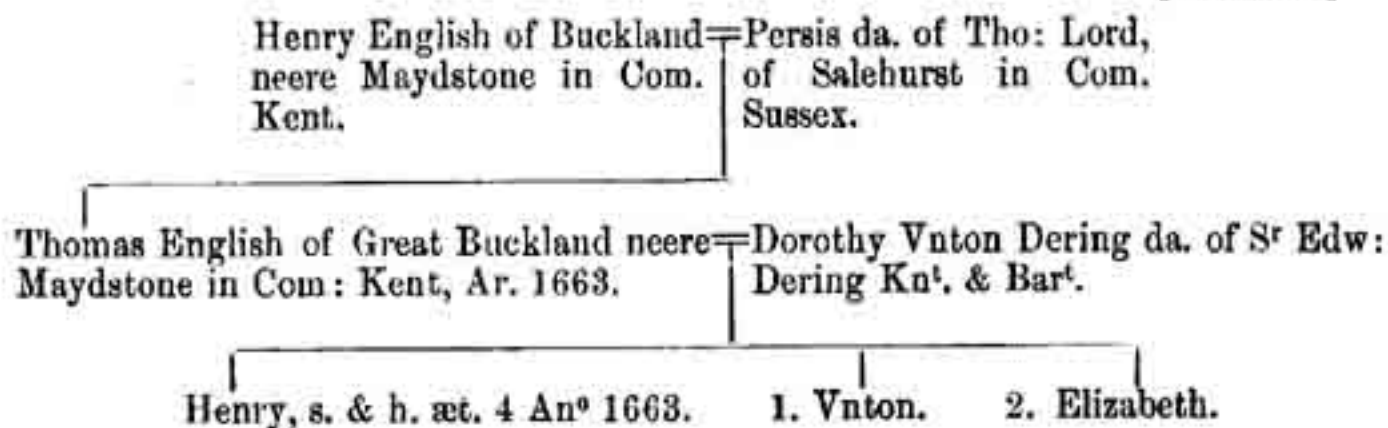 Henry English of Buckland
neere Maydstone in Com.
Kent.
Persis da. of Tho: Lord,
of Salehurst in Com.
Sussex.
Thomas English of Great Buckland neere
Maydstone in Com: Kent, Ar. 1663.
Dorothy Vnton Dering da. of Sʳ Edw:
Dering Knᵗ. & Barᵗ.
Henry, s. & h. æt. 4 Anº 1663.
1. Vnton.
2. Elizabeth.